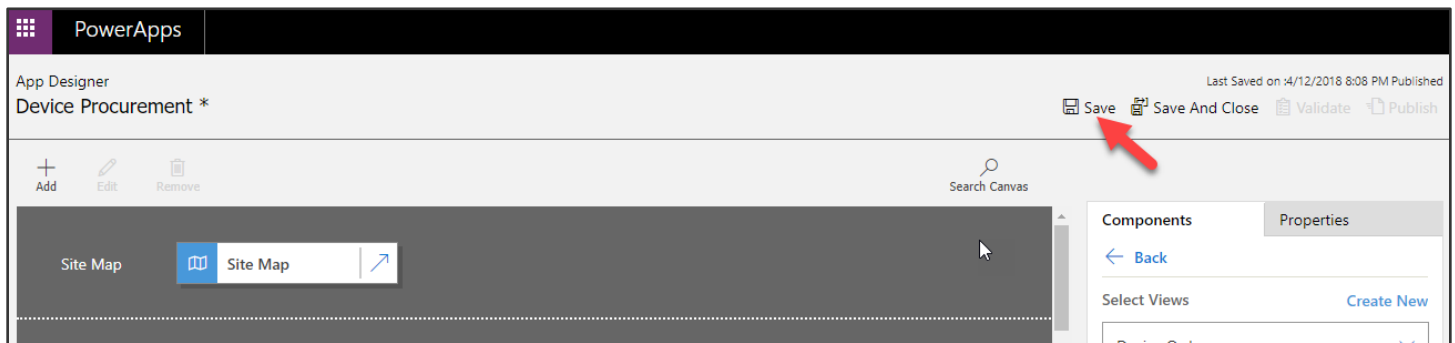 PowerApps
App Designer
Last Saved on :4/12/2018 8:08 PM Published
Device Procurement *
Save Save And Close Validate Publish
Add Edit Remove Search Canvas
Components Properties
Site Map Site Map
Back
Select Views Create New